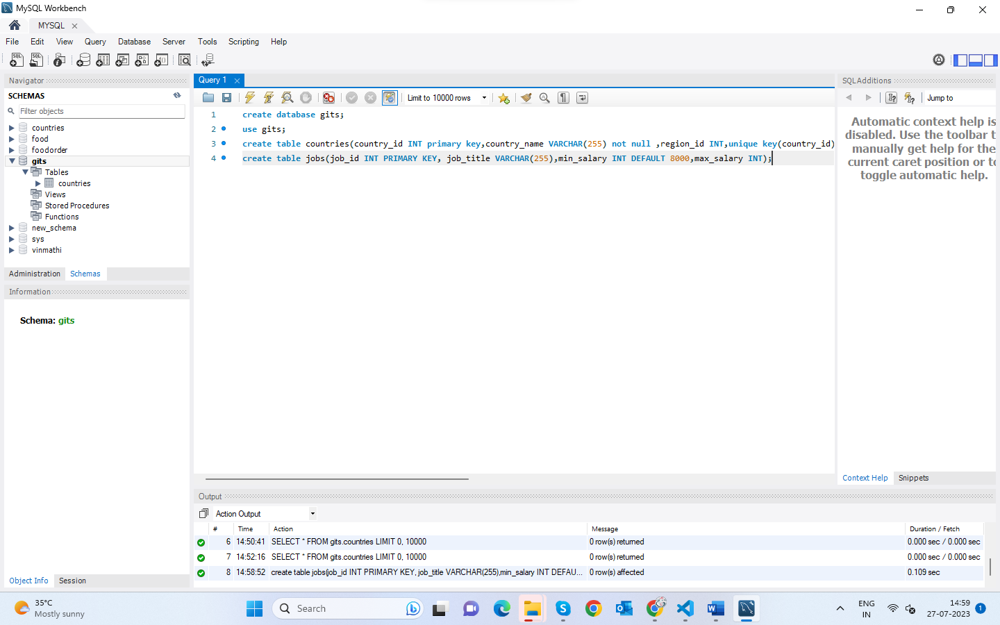 MySQL Workbench
MYSQL
File Edit View Query Database Server Tools Scripting Help
Navigator
SCHEMAS
Filter objects
countries
food
foodorder
gits
Tables
countries
Views
Stored Procedures
Functions
new_schema
sys
vinmathi
Administration Schemas
Information
Schema: gits
Object Info Session
Query 1
Limit to 10000 rows
1 create database gits;
2 use gits;
3 create table countries(country_id INT primary key,country_name VARCHAR(255) not null ,region_id INT,unique key(country_id)
4 create table jobs(job_id INT PRIMARY KEY, job_title VARCHAR(255),min_salary INT DEFAULT 8000,max_salary INT);
SQLAdditions
Jump to
Automatic context help is
disabled. Use the toolbar t
manually get help for the
current caret position or to
toggle automatic help.
Context Help Snippets
Output
Action Output
# Time Action Message Duration / Fetch
6 14:50:41 SELECT * FROM gits.countries LIMIT 0, 10000 0 row(s) returned 0.000 sec / 0.000 sec
7 14:52:16 SELECT * FROM gits.countries LIMIT 0, 10000 0 row(s) returned 0.000 sec / 0.000 sec
8 14:58:52 create table jobs(job_id INT PRIMARY KEY, job_title VARCHAR(255),min_salary INT DEFAU... 0 row(s) affected 0.109 sec
35°C
Mostly sunny
Search
ENG
IN
14:59
27-07-2023
1